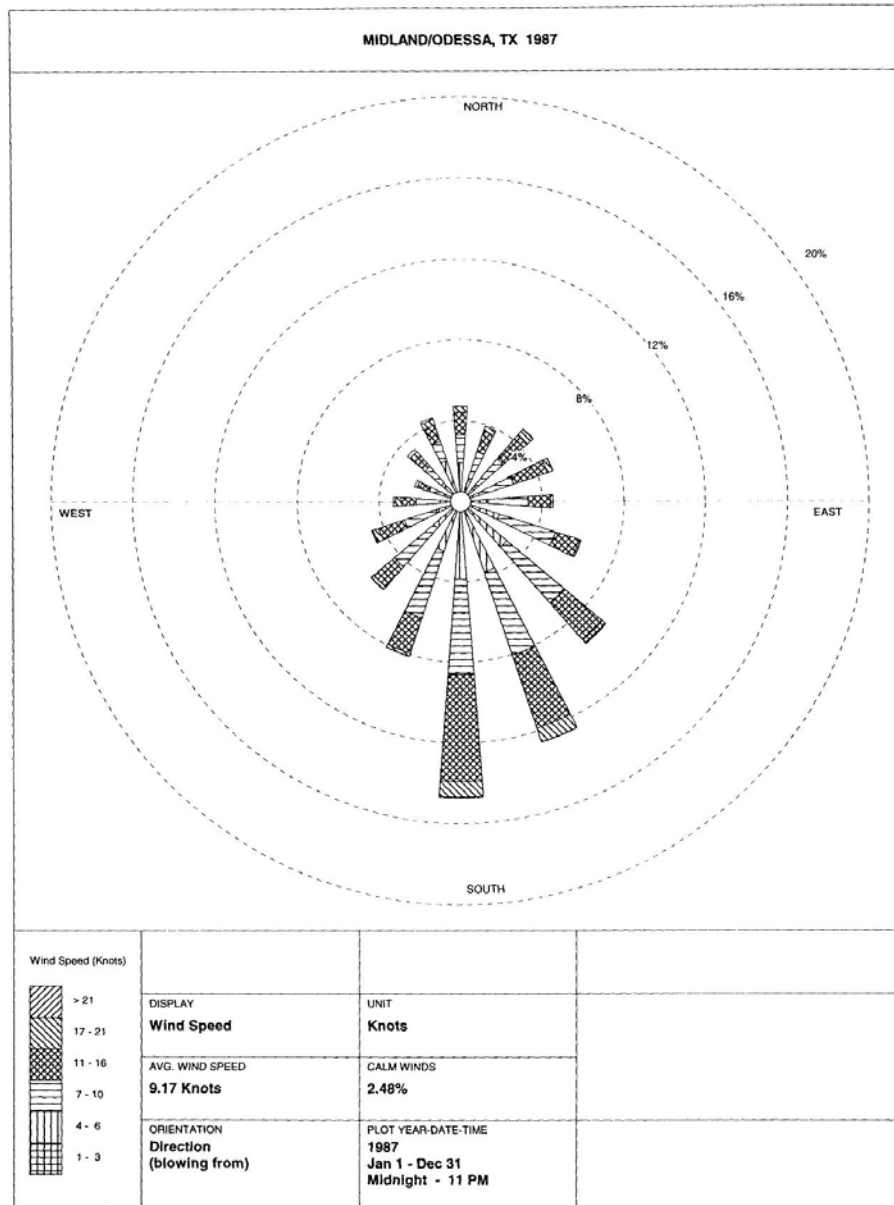 MIDLAND/ODESSA, TX 1987
NORTH
20%
16%
12%
8%
4%
WEST
EAST
SOUTH
Wind Speed (Knots)
> 21
17 - 21
11 - 16
7 - 10
4 - 6
1 - 3
DISPLAY
Wind Speed
UNIT
Knots
AVG. WIND SPEED
9.17 Knots
CALM WINDS
2.48%
ORIENTATION
Direction
(blowing from)
PLOT YEAR-DATE-TIME
1987
Jan 1 - Dec 31
Midnight - 11 PM